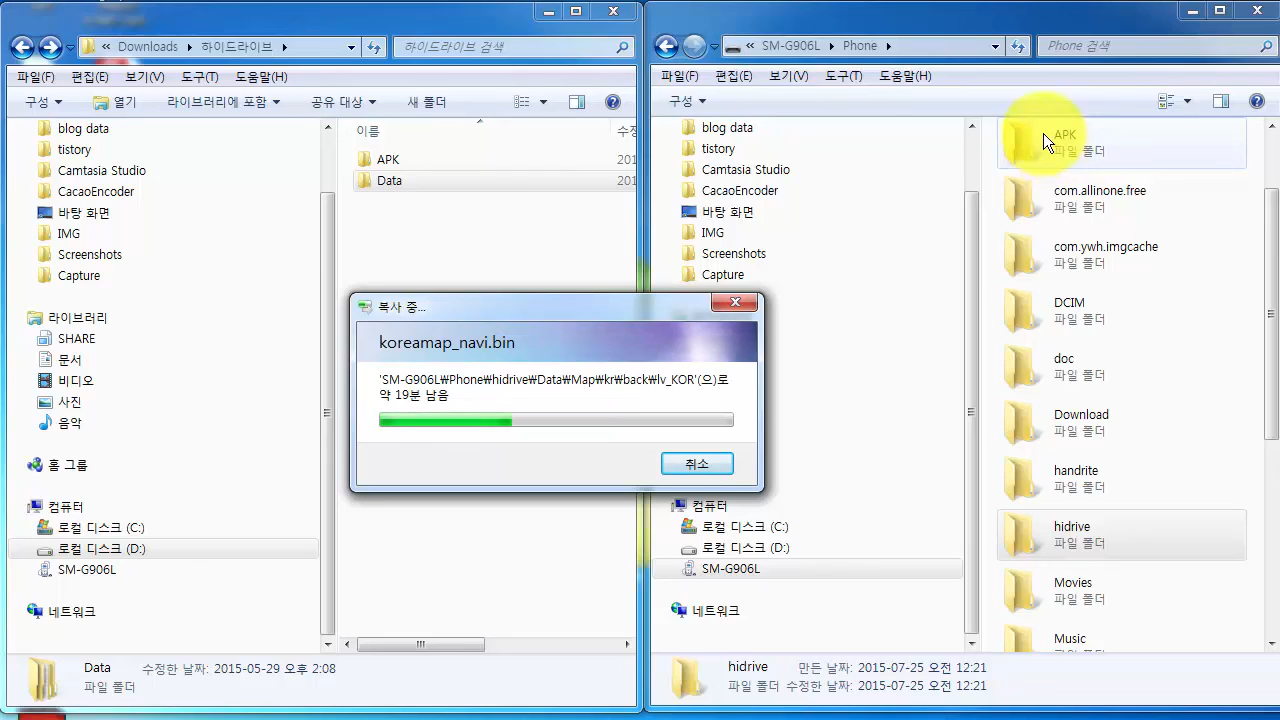 « Downloads ▸ 하이드라이브 ▸
하이드라이브 검색
파일(F) 편집(E) 보기(V) 도구(T) 도움말(H)
구성 열기 라이브러리에 포함 공유 대상 새 폴더
blog data
tistory
Camtasia Studio
CacaoEncoder
바탕 화면
IMG
Screenshots
Capture
라이브러리
SHARE
문서
비디오
사진
음악
홈 그룹
컴퓨터
로컬 디스크 (C:)
로컬 디스크 (D:)
SM-G906L
네트워크
이름 수정
APK 201
Data 201
Data 수정한 날짜: 2015-05-29 오후 2:08
파일 폴더
복사 중...
koreamap_navi.bin
'SM-G906L₩Phone₩hidrive₩Data₩Map₩kr₩back₩lv_KOR'(으)로
약 19분 남음
취소
« SM-G906L ▸ Phone ▸
Phone 검색
파일(F) 편집(E) 보기(V) 도구(T) 도움말(H)
구성
blog data
tistory
Camtasia Studio
CacaoEncoder
바탕 화면
IMG
Screenshots
Capture
컴퓨터
로컬 디스크 (C:)
로컬 디스크 (D:)
SM-G906L
네트워크
APK
파일 폴더
com.allinone.free
파일 폴더
com.ywh.imgcache
파일 폴더
DCIM
파일 폴더
doc
파일 폴더
Download
파일 폴더
handrite
파일 폴더
hidrive
파일 폴더
Movies
파일 폴더
Music
hidrive 만든 날짜: 2015-07-25 오전 12:21
파일 폴더 수정한 날짜: 2015-07-25 오전 12:21